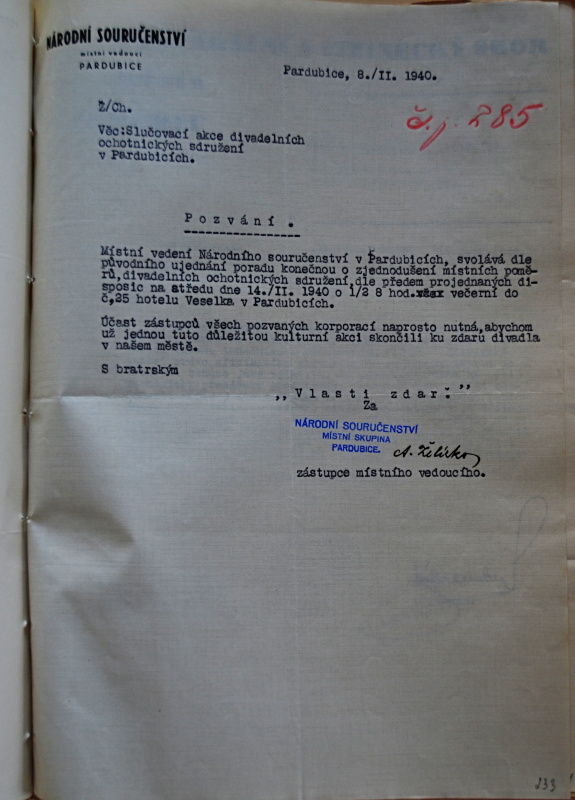 NÁRODNÍ SOURUČENSTVÍ
místní vedoucí
PARDUBICE
Pardubice, 8./II. 1940.
Ž/Ch.
č.j. 285
Věc:Slučovací akce divadelních
ochotnických sdružení
v Pardubicích.
P o z v á n í .
Místní vedení Národního souručenství v Pardubicích, svolává dle
původního ujednání poradu konečnou o zjednodušení místních pomě-
rů,divadelních ochotnických sdružení,dle předem projednaných di-
sposic na středu dne 14./II. 1940 o 1/2 8 hod. večerní do
č,25 hotelu Veselka v Pardubicích.
Účast zástupců všech pozvaných korporací naprosto nutná,abychom
už jednou tuto důležitou kulturní akci skončili ku zdaru divadla
v našem městě.
S bratrským
,,V l a s t i z d a r :"
Za
NÁRODNÍ SOURUČENSTVÍ
MÍSTNÍ SKUPINA
PARDUBICE.
zástupce místního vedoucího.
233